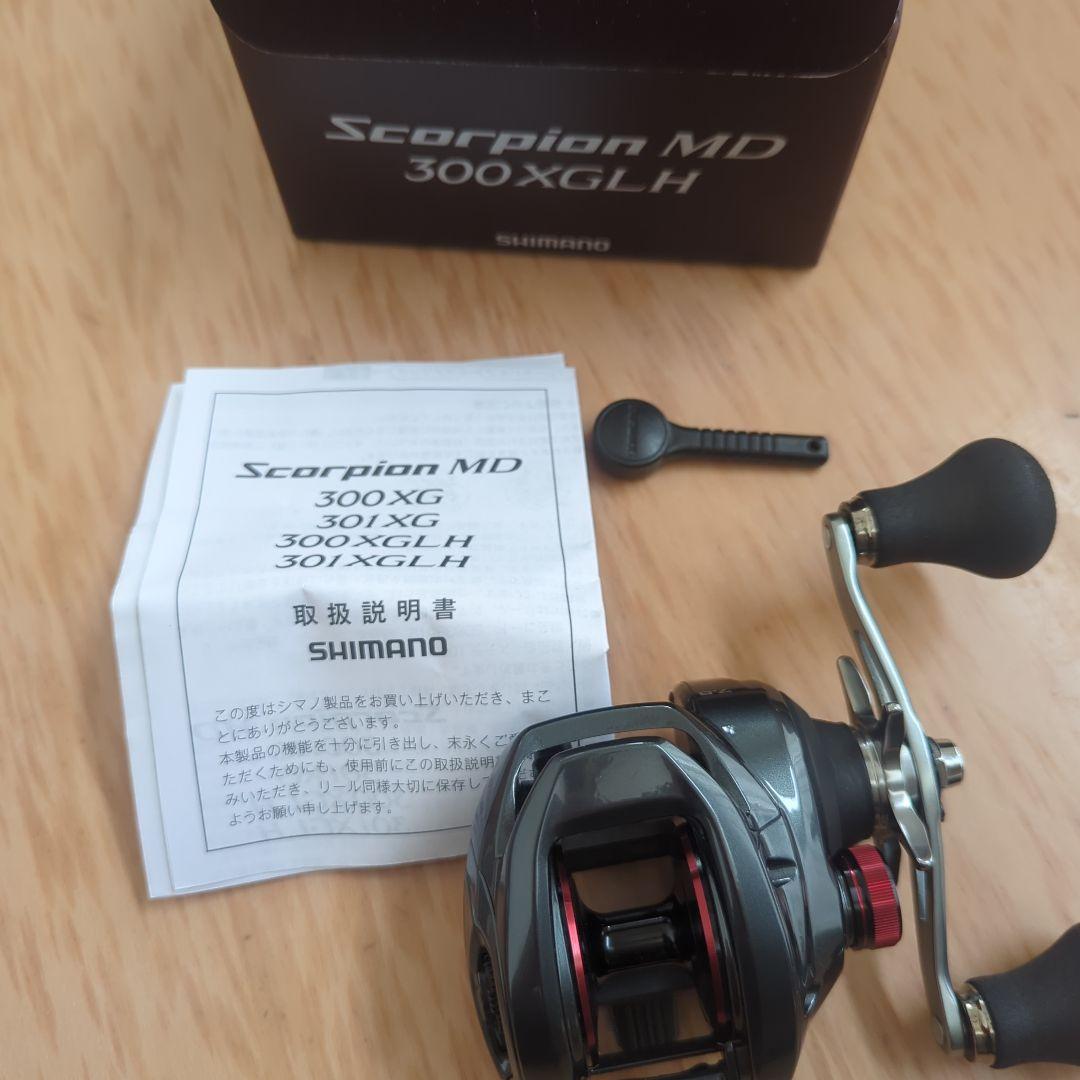 Scorpion MD
300XGLH
SHIMANO
Scorpion MD
300XG
301XG
300XGLH
301XGLH
取扱説明書
SHIMANO
この度はシマノ製品をお買い上げいただき、まこ
とにありがとうございます。
本製品の機能を十分に引き出し、末永くご
ただくためにも、使用前にこの取扱説明
みいただき、リール同様大切に保存して
ようお願い申し上げます。